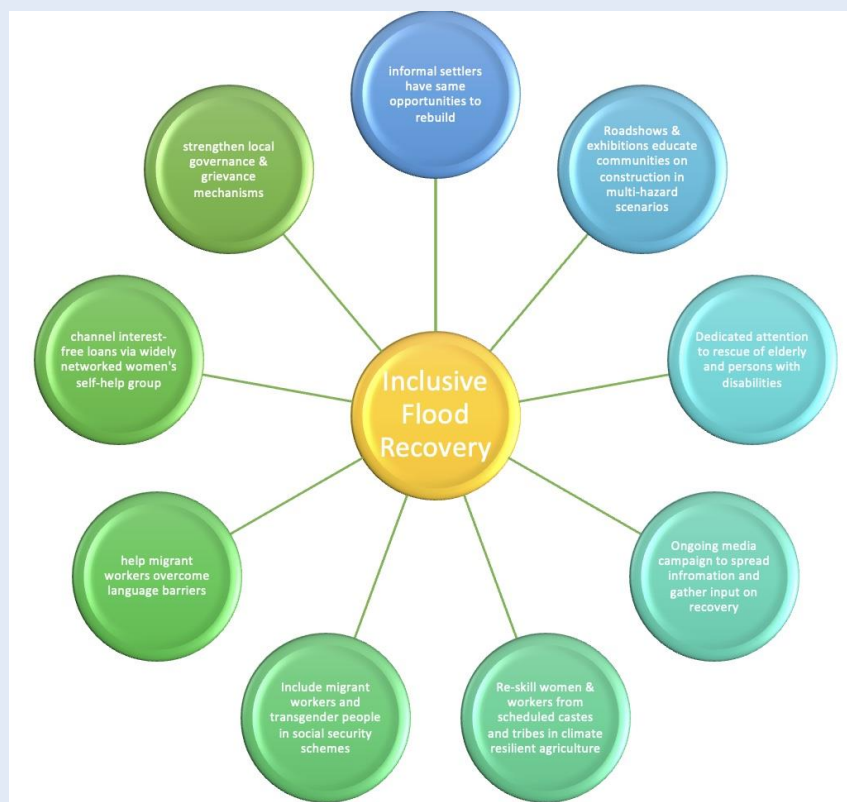 informal settlers
have same
opportunities to
rebuild
Roadshows &
exhibitions educate
communities on
construction in
multi-hazard
scenarios
Dedicated attention
to rescue of elderly
and persons with
disabilities
Ongoing media
campaign to spread
infromation and
gather input on
recovery
Re-skill women &
workers from
scheduled castes
and tribes in climate
resilient agriculture
Include migrant
workers and
transgender people
in social security
schemes
help migrant
workers overcome
language barriers
channel interest-
free loans via widely
networked women's
self-help group
strengthen local
governance &
grievance
mechanisms
Inclusive
Flood
Recovery